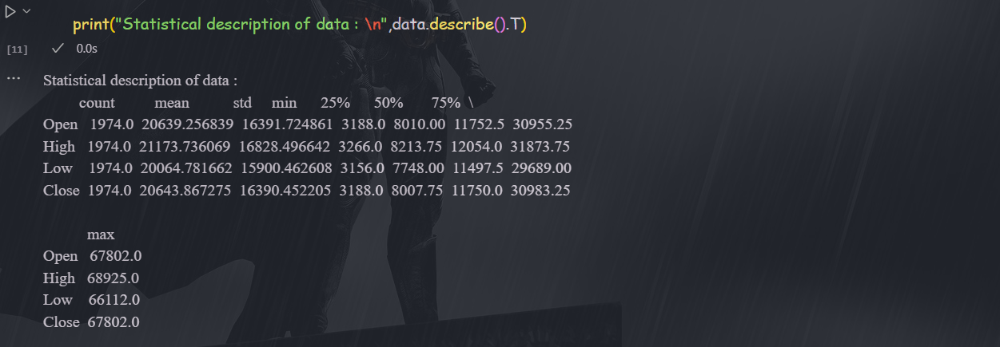 print("Statistical description of data : \n",data.describe().T)
[11] 0.0s
... Statistical description of data :
count mean std min 25% 50% 75% \
Open 1974.0 20639.256839 16391.724861 3188.0 8010.00 11752.5 30955.25
High 1974.0 21173.736069 16828.496642 3266.0 8213.75 12054.0 31873.75
Low 1974.0 20064.781662 15900.462608 3156.0 7748.00 11497.5 29689.00
Close 1974.0 20643.867275 16390.452205 3188.0 8007.75 11750.0 30983.25
max
Open 67802.0
High 68925.0
Low 66112.0
Close 67802.0